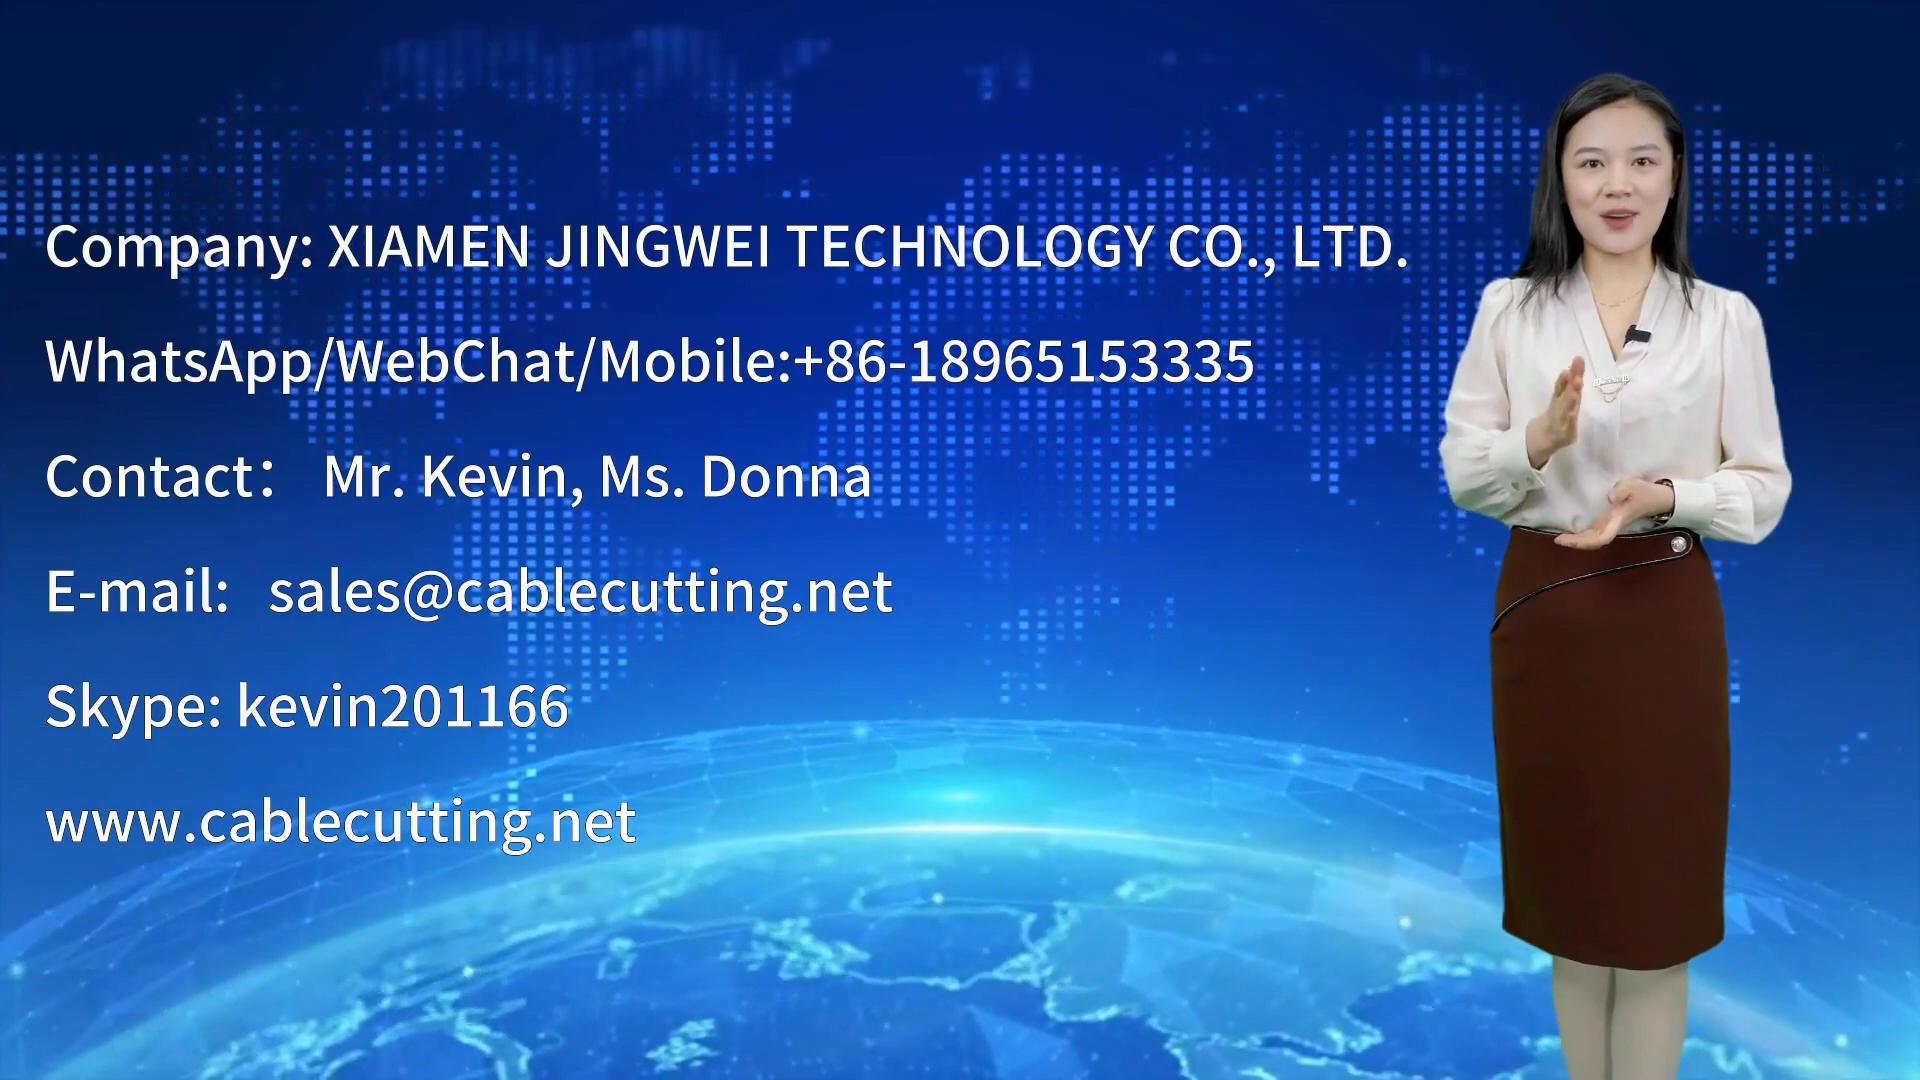 Company: XIAMEN JINGWEI TECHNOLOGY CO., LTD.
WhatsApp/WebChat/Mobile:+86-18965153335
Contact： Mr. Kevin, Ms. Donna
E-mail: sales@cablecutting.net
Skype: kevin201166
www.cablecutting.net